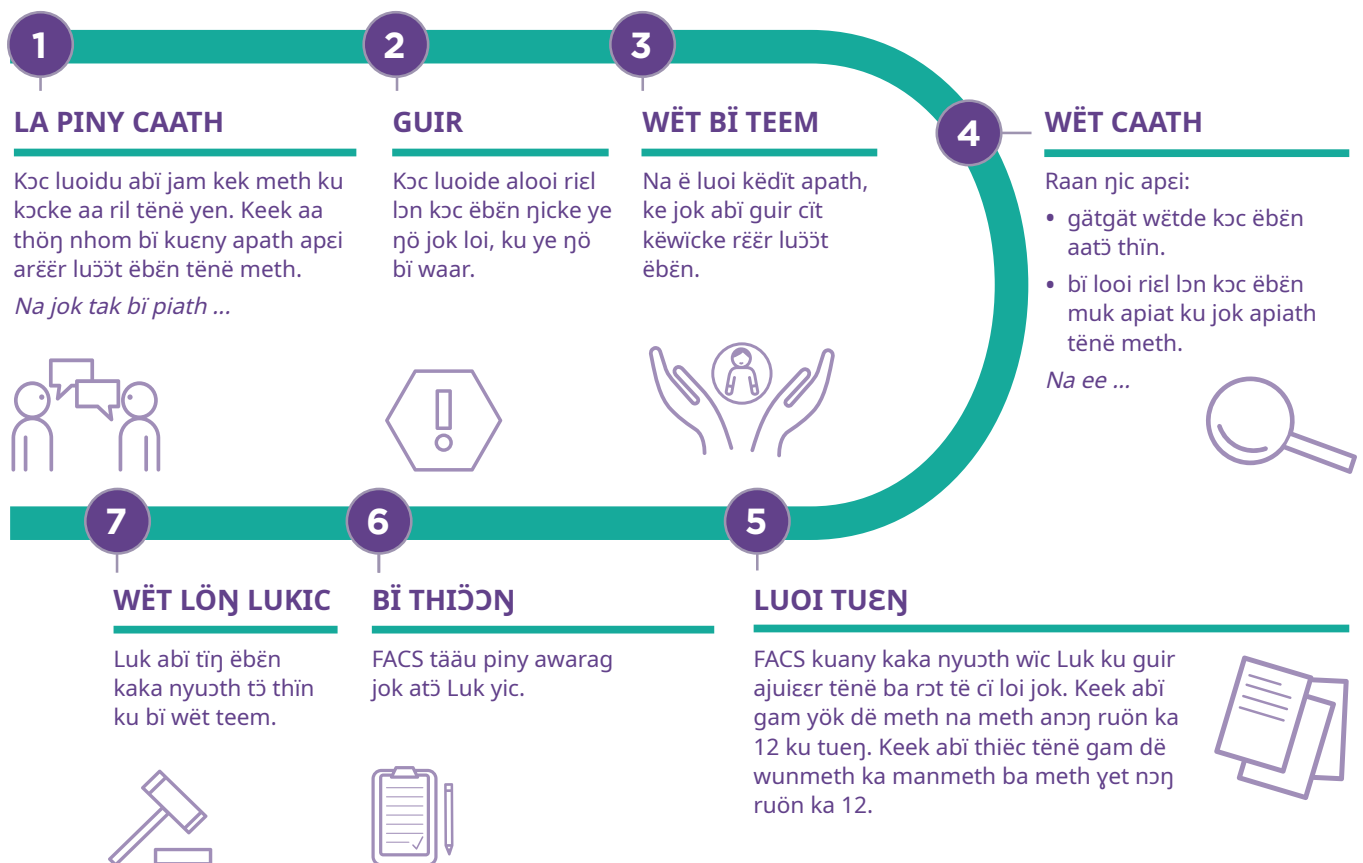 1
LA PINY CAATH
Kɔc luoidu abï jam kek meth ku
kɔcke aa ril tënë yen. Keek aa
thöŋ nhom bï kuɛny apath apɛi
arɛ̈ɛ̈r luɔ̈ɔ̈t ëbɛ̈n tënë meth.
Na jok tak bï piath ...
2
GUIR
Kɔc luoide alooi riɛl
lɔn kɔc ëbɛ̈n ŋicke ye
ŋö jok loi, ku ye ŋö
bï waar.
3
WËT BÏ TEEM
Na ë luoi këdït apath,
ke jok abï guir cït
këwïcke rɛ̈ɛ̈r luɔ̈ɔ̈t
ëbɛ̈n.
4
WËT CAATH
Raan ŋic apɛi:
• gätgät wɛ̈tde kɔc ëbɛ̈n
aatɔ̈ thïn.
• bï looi riɛl lɔn kɔc ëbɛ̈n
muk apiat ku jok apiath
tënë meth.
Na ee ...
5
LUOI TUƐŊ
FACS kuany kaka nyuɔth wïc Luk ku guir
ajuiɛɛr tënë ba rɔt të cï loi jok. Keek abï
gam yök dë meth na meth anɔŋ ruön ka
12 ku tueŋ. Keek abï thiëc tënë gam dë
wunmeth ka manmeth ba meth ɣet nɔŋ
ruön ka 12.
6
BÏ THIƆ̈ƆŊ
FACS tääu piny awarag
jok atɔ̈ Luk yic.
7
WËT LÖŊ LUKIC
Luk abï tïŋ ëbɛ̈n
kaka nyuɔth tɔ̈ thïn
ku bï wët teem.